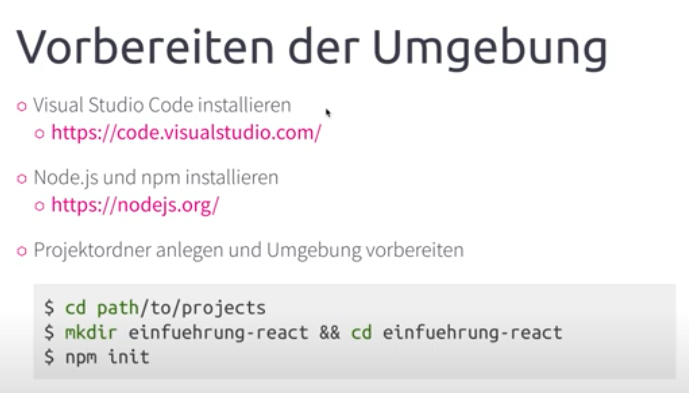 Vorbereiten der Umgebung
Visual Studio Code installieren
https://code.visualstudio.com/
Node.js und npm installieren
https://nodejs.org/
Projektordner anlegen und Umgebung vorbereiten
$ cd path/to/projects
$ mkdir einfuehrung-react && cd einfuehrung-react
$ npm init